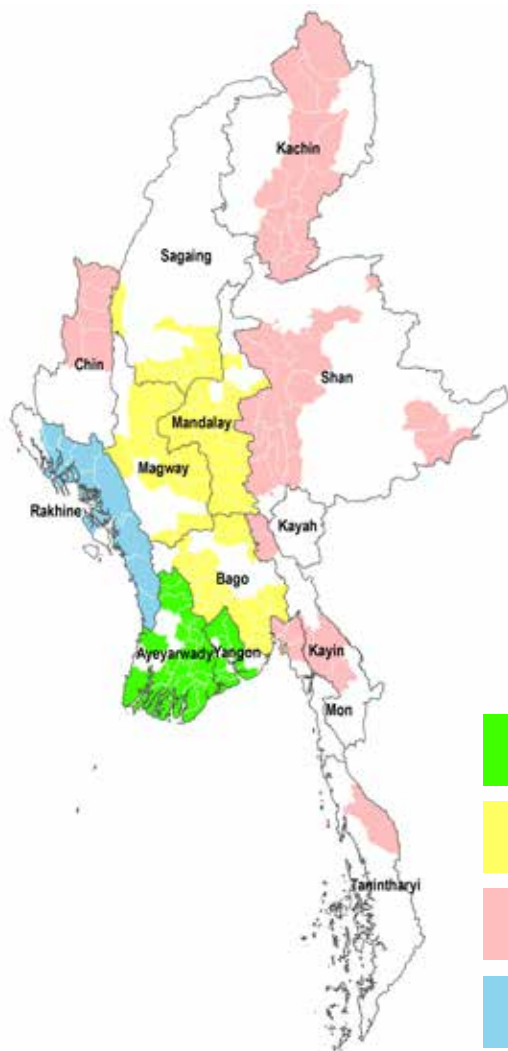 Kachin
Sagaing
Chin
Shan
Mandalay
Magway
Rakhine
Kayah
Bago
Ayeyarwady
Yangon
Kayin
Mon
Tanintharyi